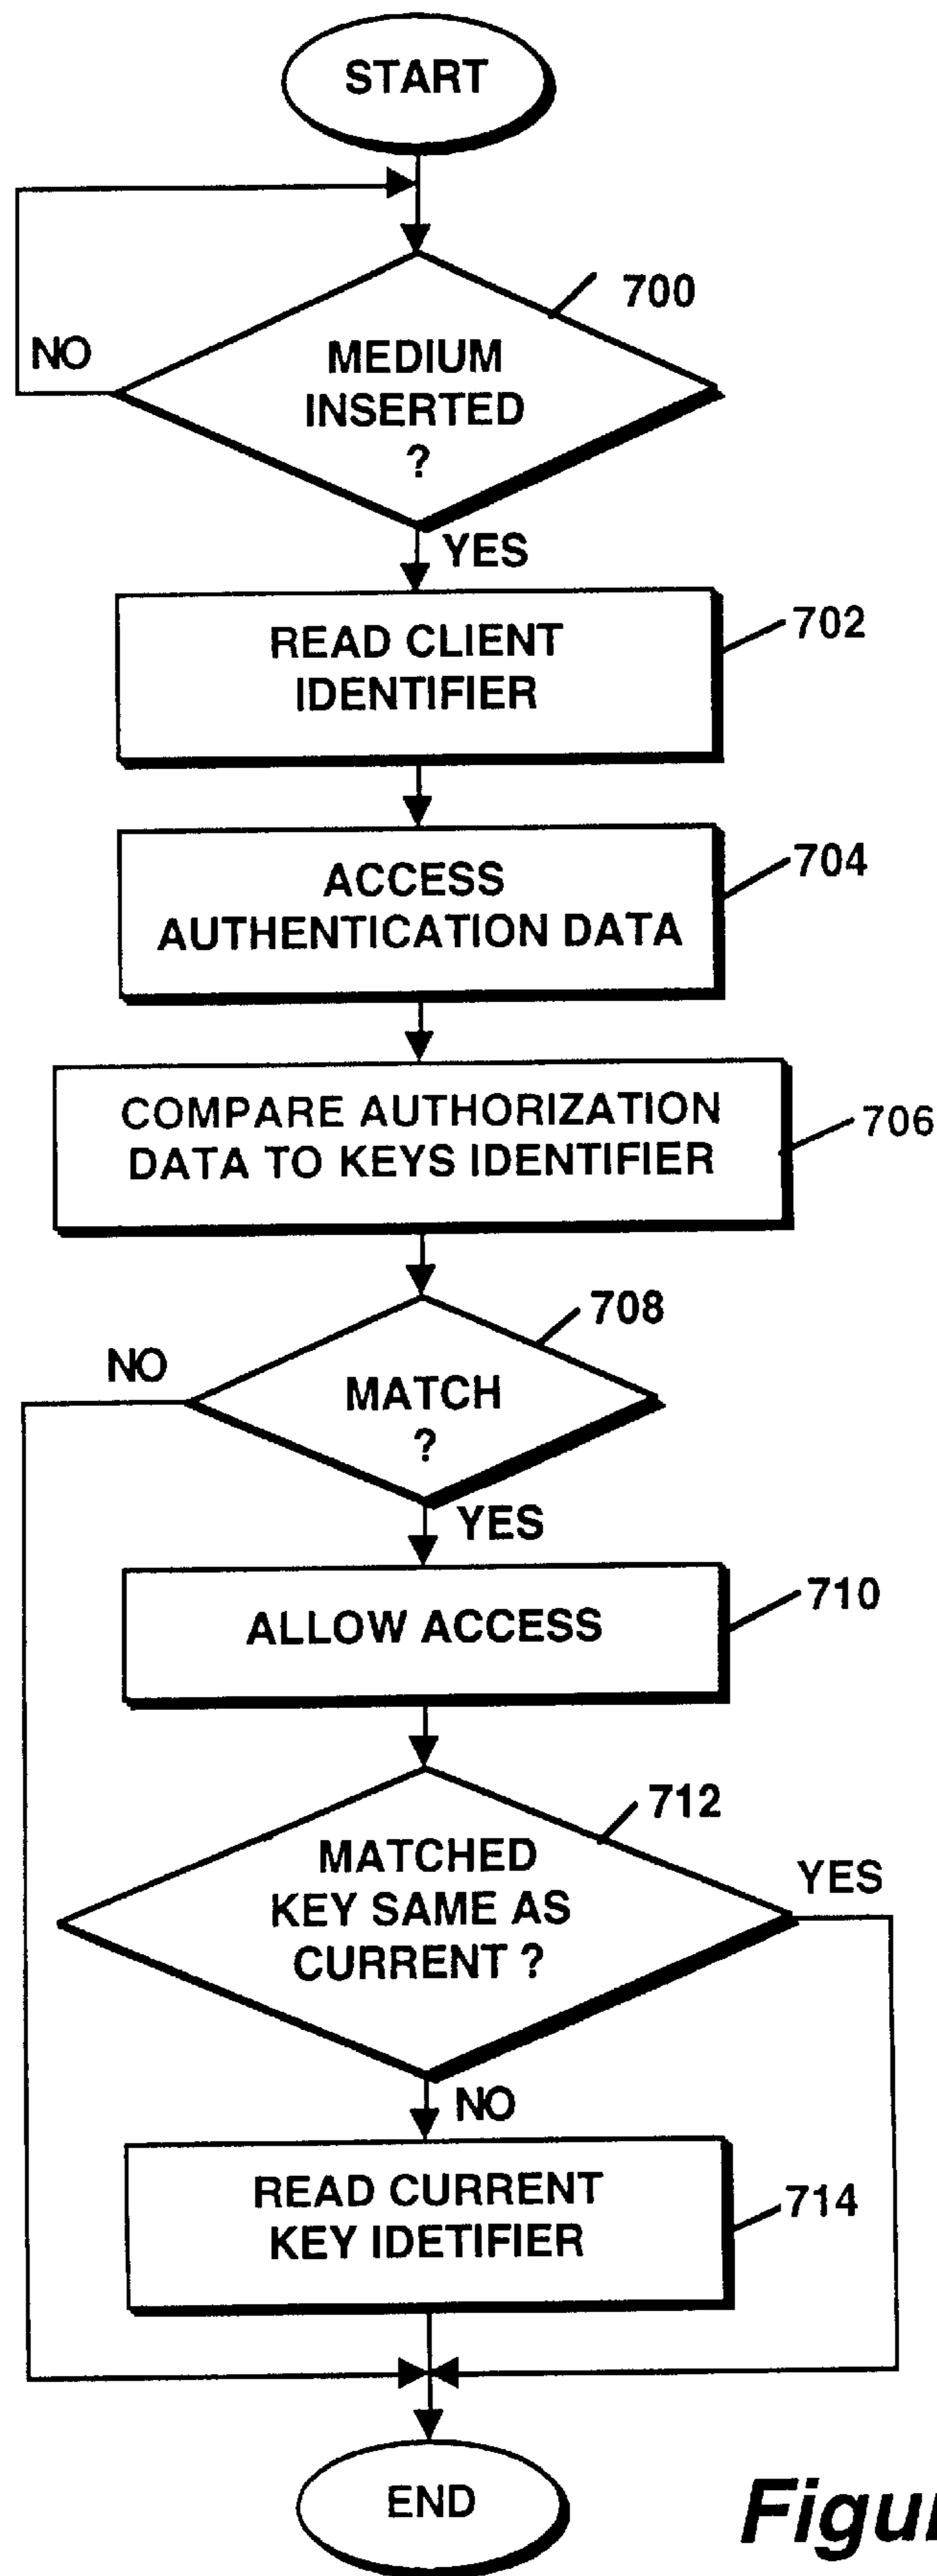 START
700
NO
MEDIUM
INSERTED
?
YES
702
READ CLIENT
IDENTIFIER
704
ACCESS
AUTHENTICATION DATA
706
COMPARE AUTHORIZATION
DATA TO KEYS IDENTIFIER
708
NO
MATCH
?
YES
710
ALLOW ACCESS
712
MATCHED
KEY SAME AS
CURRENT ?
YES
NO
READ CURRENT
KEY IDETIFIER
714
END